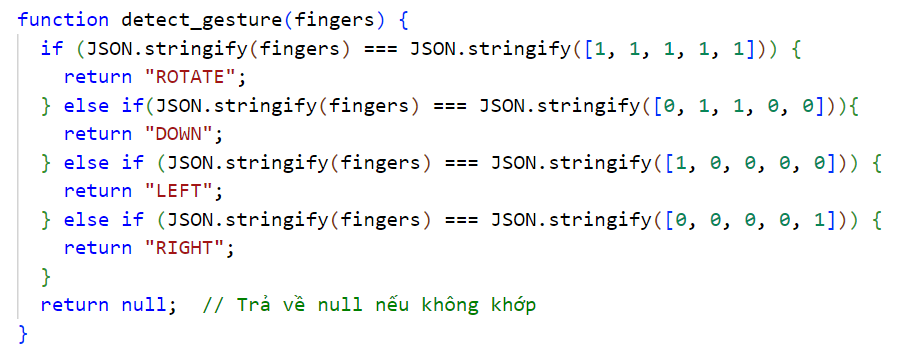 function detect_gesture(fingers) {
  if (JSON.stringify(fingers) === JSON.stringify([1, 1, 1, 1, 1])) {
    return "ROTATE";
  } else if(JSON.stringify(fingers) === JSON.stringify([0, 1, 1, 0, 0])){
    return "DOWN";
  } else if (JSON.stringify(fingers) === JSON.stringify([1, 0, 0, 0, 0])) {
    return "LEFT";
  } else if (JSON.stringify(fingers) === JSON.stringify([0, 0, 0, 0, 1])) {
    return "RIGHT";
  }
  return null;  // Trả về null nếu không khớp
}